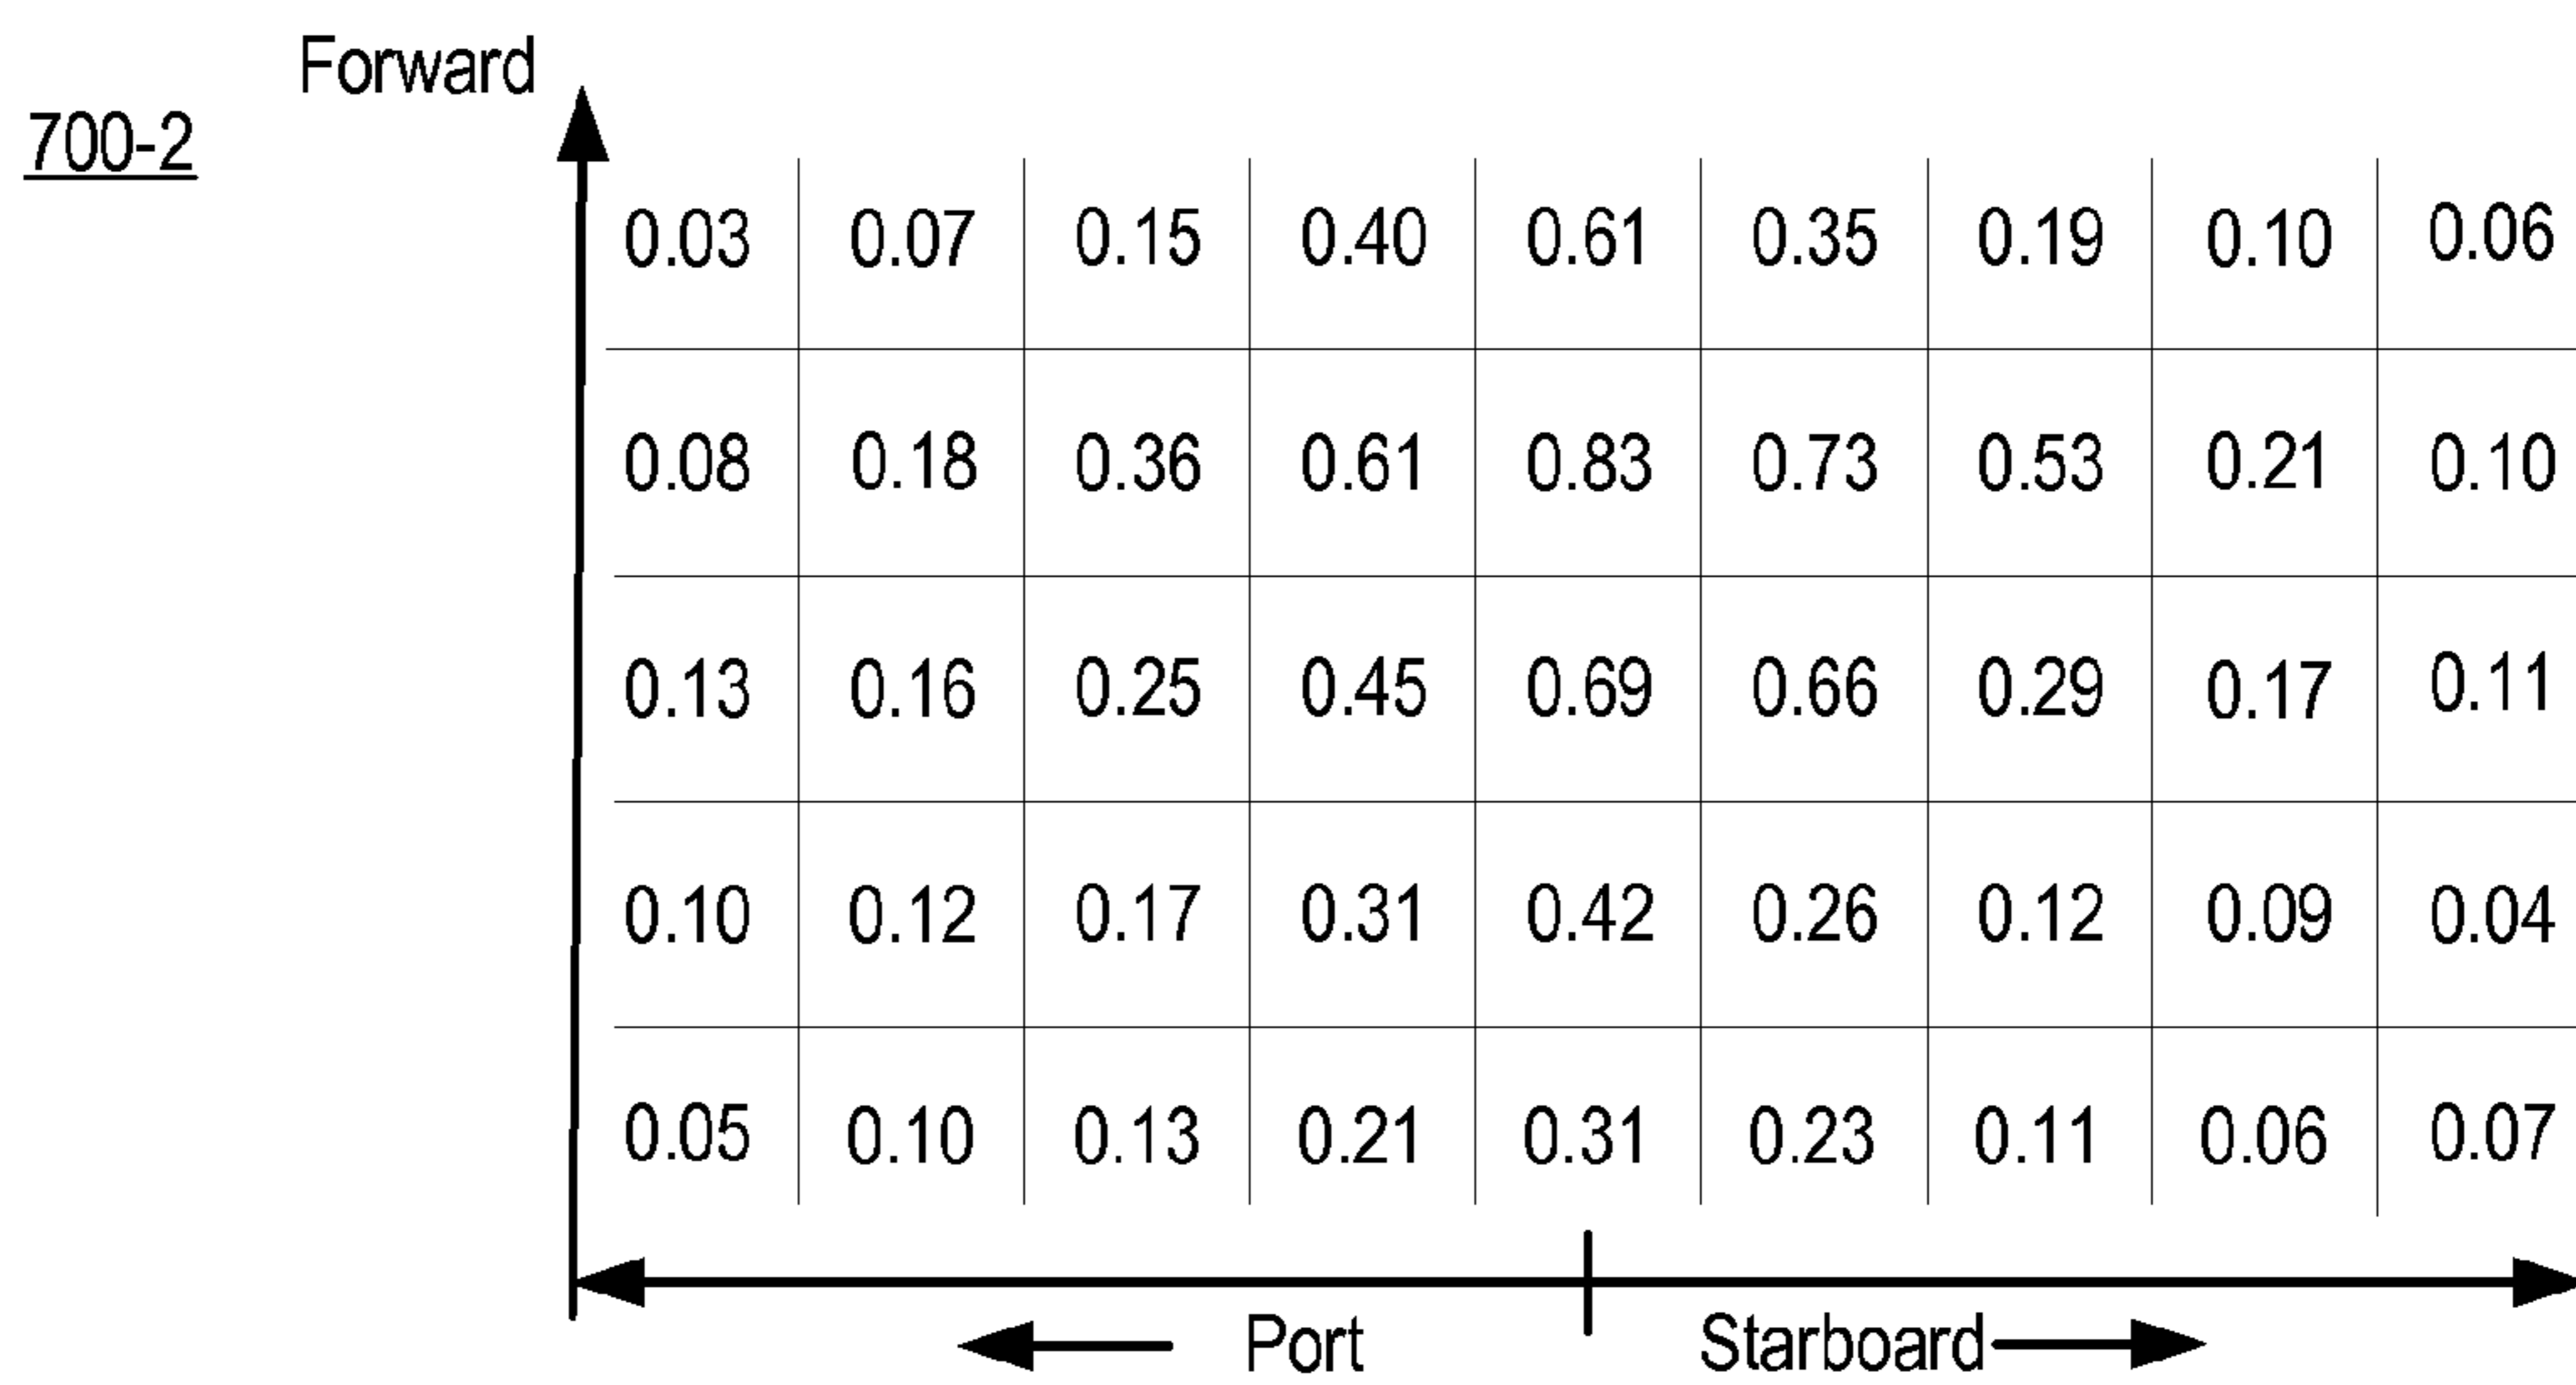 Forward
700-2
0.03 0.07 0.15 0.40 0.61 0.35 0.19 0.10 0.06
0.08 0.18 0.36 0.61 0.83 0.73 0.53 0.21 0.10
0.13 0.16 0.25 0.45 0.69 0.66 0.29 0.17 0.11
0.10 0.12 0.17 0.31 0.42 0.26 0.12 0.09 0.04
0.05 0.10 0.13 0.21 0.31 0.23 0.11 0.06 0.07
Port Starboard